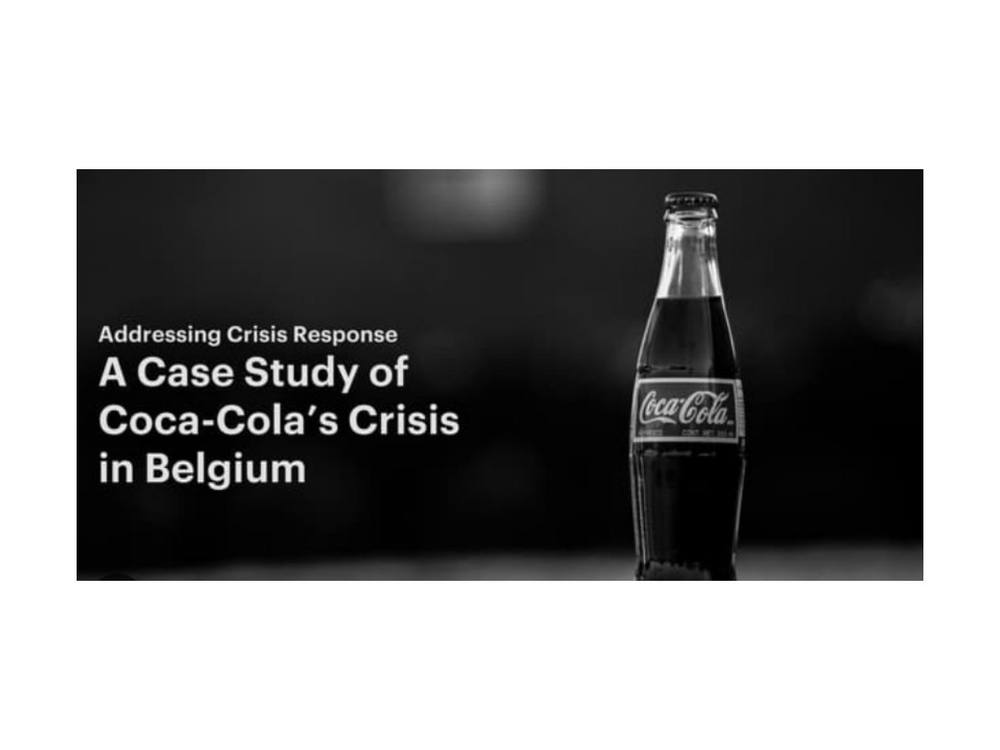 Addressing Crisis Response
A Case Study of
Coca-Cola’s Crisis
in Belgium
Coca-Cola